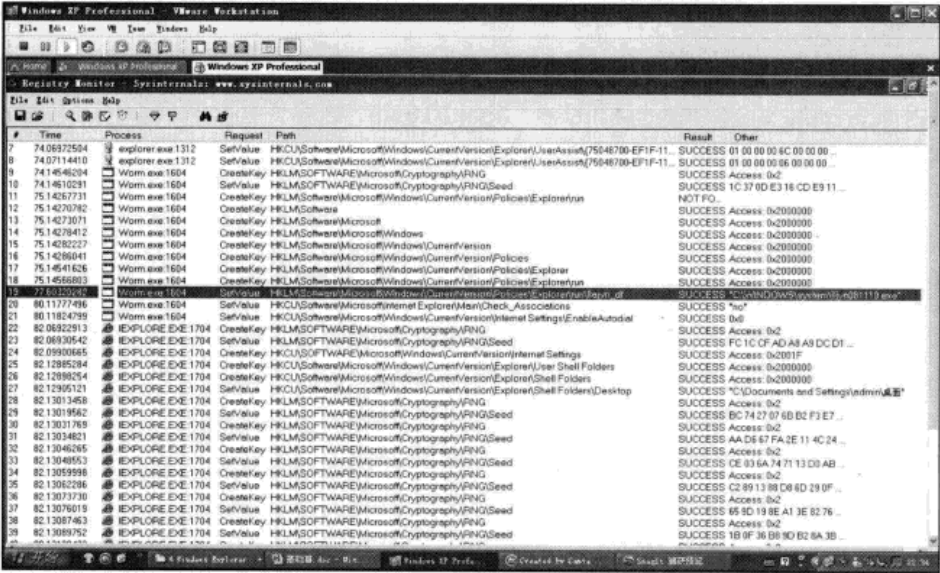 Windows XP Professional - VMware Workstation
File Edit View VM Team Windows Help
Home Windows XP Professional Windows XP Professional
Registry Monitor - Sysinternals: www.sysinternals.com
File Edit Options Help
# Time Process Request Path Result Other
7 74.06972504 explorer.exe:1312 SetValue HKCU\Software\Microsoft\Windows\CurrentVersion\Explorer\UserAssist\{75048700-EF1F-11... SUCCESS 01 00 00 00 6C 00 00 00 ...
8 74.07114410 explorer.exe:1312 SetValue HKCU\Software\Microsoft\Windows\CurrentVersion\Explorer\UserAssist\{75048700-EF1F-11... SUCCESS 01 00 00 00 06 00 00 00 ...
9 74.14546204 Worm.exe:1604 CreateKey HKLM\SOFTWARE\Microsoft\Cryptography\RNG SUCCESS Access: 0x2
10 74.14610291 Worm.exe:1604 SetValue HKLM\SOFTWARE\Microsoft\Cryptography\RNG\Seed SUCCESS 1C 37 0D E3 16 CD E9 11 ...
11 75.14267731 Worm.exe:1604 CreateKey HKLM\Software\Microsoft\Windows\CurrentVersion\Policies\Explorer\run NOT FO...
12 75.14270782 Worm.exe:1604 CreateKey HKLM\Software SUCCESS Access: 0x2000000
13 75.14273071 Worm.exe:1604 CreateKey HKLM\Software\Microsoft SUCCESS Access: 0x2000000
14 75.14278412 Worm.exe:1604 CreateKey HKLM\Software\Microsoft\Windows SUCCESS Access: 0x2000000
15 75.14282227 Worm.exe:1604 CreateKey HKLM\Software\Microsoft\Windows\CurrentVersion SUCCESS Access: 0x2000000
16 75.14286041 Worm.exe:1604 CreateKey HKLM\Software\Microsoft\Windows\CurrentVersion\Policies SUCCESS Access: 0x2000000
17 75.14541626 Worm.exe:1604 CreateKey HKLM\Software\Microsoft\Windows\CurrentVersion\Policies\Explorer SUCCESS Access: 0x2000000
18 75.14566803 Worm.exe:1604 CreateKey HKLM\Software\Microsoft\Windows\CurrentVersion\Policies\Explorer\run SUCCESS Access: 0x2000000
19 Worm.exe:1604 SetValue HKLM\Software\Microsoft\Windows\CurrentVersion\Policies\Explorer\run SUCCESS
20 80.11777496 Worm.exe:1604 SetValue HKCU\Software\Microsoft\Internet Explorer\Main\Check_Associations SUCCESS "no"
21 80.11824799 Worm.exe:1604 SetValue HKCU\Software\Microsoft\Windows\CurrentVersion\Internet Settings\EnableAutodial SUCCESS 0x0
22 82.06922913 IEXPLORE.EXE:1704 CreateKey HKLM\SOFTWARE\Microsoft\Cryptography\RNG SUCCESS Access: 0x2
23 82.06930542 IEXPLORE.EXE:1704 SetValue HKLM\SOFTWARE\Microsoft\Cryptography\RNG\Seed SUCCESS FC 1C CF AD A8 A9 DC D1 ...
24 82.09900665 IEXPLORE.EXE:1704 CreateKey HKCU\SOFTWARE\Microsoft\Windows\CurrentVersion\Internet Settings SUCCESS Access: 0x2001F
25 82.12885284 IEXPLORE.EXE:1704 CreateKey HKCU\Software\Microsoft\Windows\CurrentVersion\Explorer\User Shell Folders SUCCESS Access: 0x2000000
26 82.12898254 IEXPLORE.EXE:1704 CreateKey HKCU\Software\Microsoft\Windows\CurrentVersion\Explorer\Shell Folders SUCCESS Access: 0x2000000
27 82.12905121 IEXPLORE.EXE:1704 SetValue HKCU\Software\Microsoft\Windows\CurrentVersion\Explorer\Shell Folders\Desktop SUCCESS "C:\Documents and Settings\admin\桌面"
28 82.13013458 IEXPLORE.EXE:1704 CreateKey HKLM\SOFTWARE\Microsoft\Cryptography\RNG SUCCESS Access: 0x2
29 82.13019562 IEXPLORE.EXE:1704 SetValue HKLM\SOFTWARE\Microsoft\Cryptography\RNG\Seed SUCCESS BC 74 27 07 6B B2 F3 E7 ...
30 82.13031769 IEXPLORE.EXE:1704 CreateKey HKLM\SOFTWARE\Microsoft\Cryptography\RNG SUCCESS Access: 0x2
31 82.13034821 IEXPLORE.EXE:1704 SetValue HKLM\SOFTWARE\Microsoft\Cryptography\RNG\Seed SUCCESS AA D6 67 FA 2E 11 4C 24 ...
32 82.13046265 IEXPLORE.EXE:1704 CreateKey HKLM\SOFTWARE\Microsoft\Cryptography\RNG SUCCESS Access: 0x2
33 82.13048553 IEXPLORE.EXE:1704 SetValue HKLM\SOFTWARE\Microsoft\Cryptography\RNG\Seed SUCCESS CE 03 6A 74 71 13 D0 AB ...
34 82.13059998 IEXPLORE.EXE:1704 CreateKey HKLM\SOFTWARE\Microsoft\Cryptography\RNG SUCCESS Access: 0x2
35 82.13062286 IEXPLORE.EXE:1704 SetValue HKLM\SOFTWARE\Microsoft\Cryptography\RNG\Seed SUCCESS C2 89 13 88 D8 6D 29 0F ...
36 82.13073730 IEXPLORE.EXE:1704 CreateKey HKLM\SOFTWARE\Microsoft\Cryptography\RNG SUCCESS Access: 0x2
37 82.13076019 IEXPLORE.EXE:1704 SetValue HKLM\SOFTWARE\Microsoft\Cryptography\RNG\Seed SUCCESS 65 9D 19 8E A1 3E 82 76 ...
38 82.13087463 IEXPLORE.EXE:1704 CreateKey HKLM\SOFTWARE\Microsoft\Cryptography\RNG SUCCESS Access: 0x2
39 82.13089752 IEXPLORE.EXE:1704 SetValue HKLM\SOFTWARE\Microsoft\Cryptography\RNG\Seed SUCCESS 1B 0F 36 B8 9D B2 8A 3B ...
4 Windows Explorer Windows XP Profe...